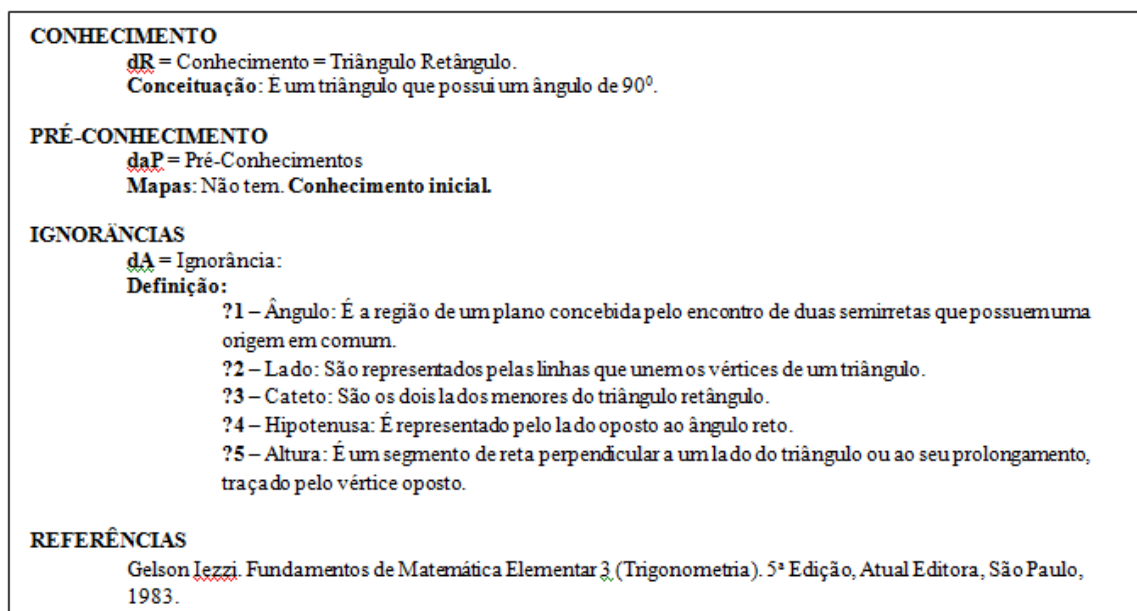 CONHECIMENTO
dR = Conhecimento = Triângulo Retângulo.
Conceituação: É um triângulo que possui um ângulo de 90⁰.
PRÉ-CONHECIMENTO
daP = Pré-Conhecimentos
Mapas: Não tem. Conhecimento inicial.
IGNORÂNCIAS
dA = Ignorância:
Definição:
?1 – Ângulo: É a região de um plano concebida pelo encontro de duas semirretas que possuem uma
origem em comum.
?2 – Lado: São representados pelas linhas que unem os vértices de um triângulo.
?3 – Cateto: São os dois lados menores do triângulo retângulo.
?4 – Hipotenusa: É representado pelo lado oposto ao ângulo reto.
?5 – Altura: É um segmento de reta perpendicular a um lado do triângulo ou ao seu prolongamento,
traçado pelo vértice oposto.
REFERÊNCIAS
Gelson Iezzi. Fundamentos de Matemática Elementar 3 (Trigonometria). 5ª Edição, Atual Editora, São Paulo,
1983.